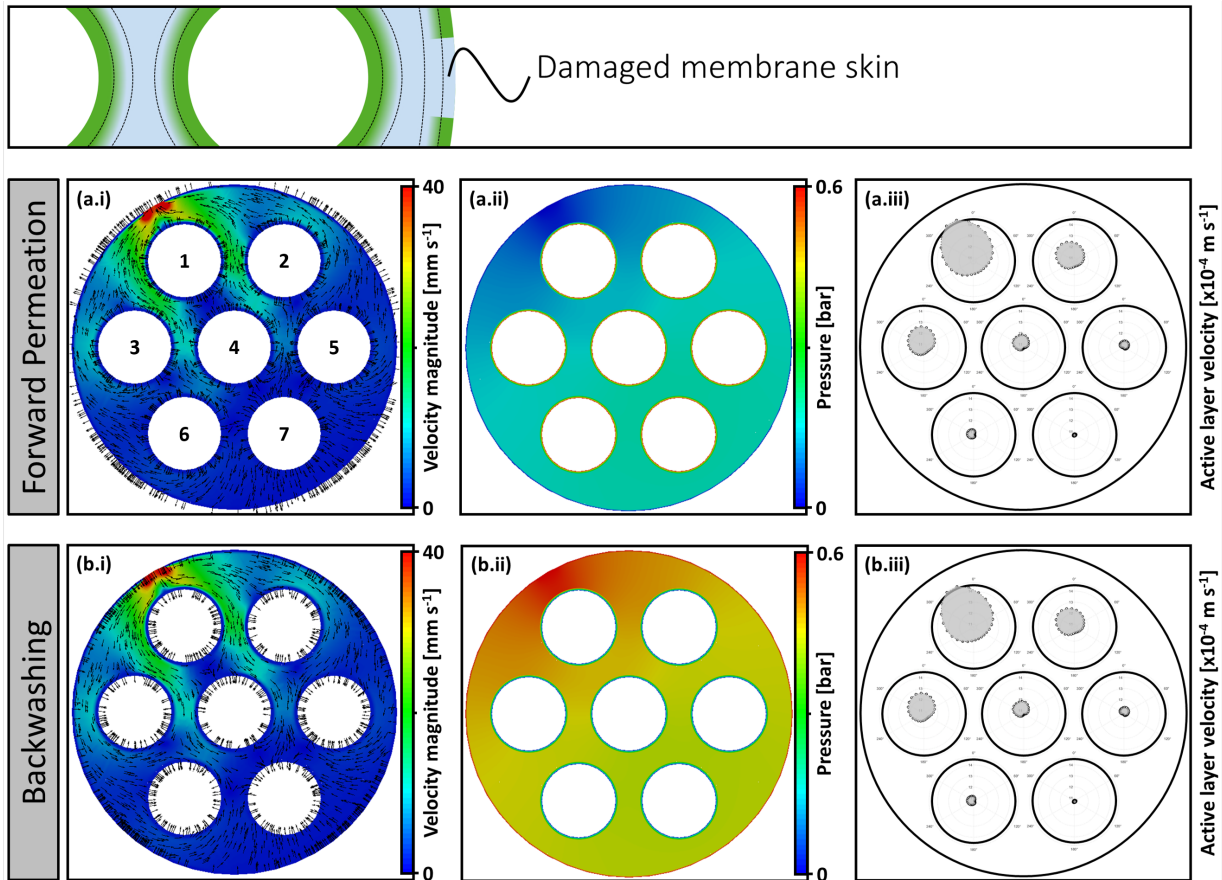 Damaged membrane skin
Forward Permeation
(a.i)
1
2
3
4
5
6
7
40
Velocity magnitude [mm s⁻¹]
0
(a.ii)
0.6
Pressure [bar]
0
(a.iii)
Active layer velocity [x10⁻⁴ m s⁻¹]
Backwashing
(b.i)
40
Velocity magnitude [mm s⁻¹]
0
(b.ii)
0.6
Pressure [bar]
0
(b.iii)
Active layer velocity [x10⁻⁴ m s⁻¹]